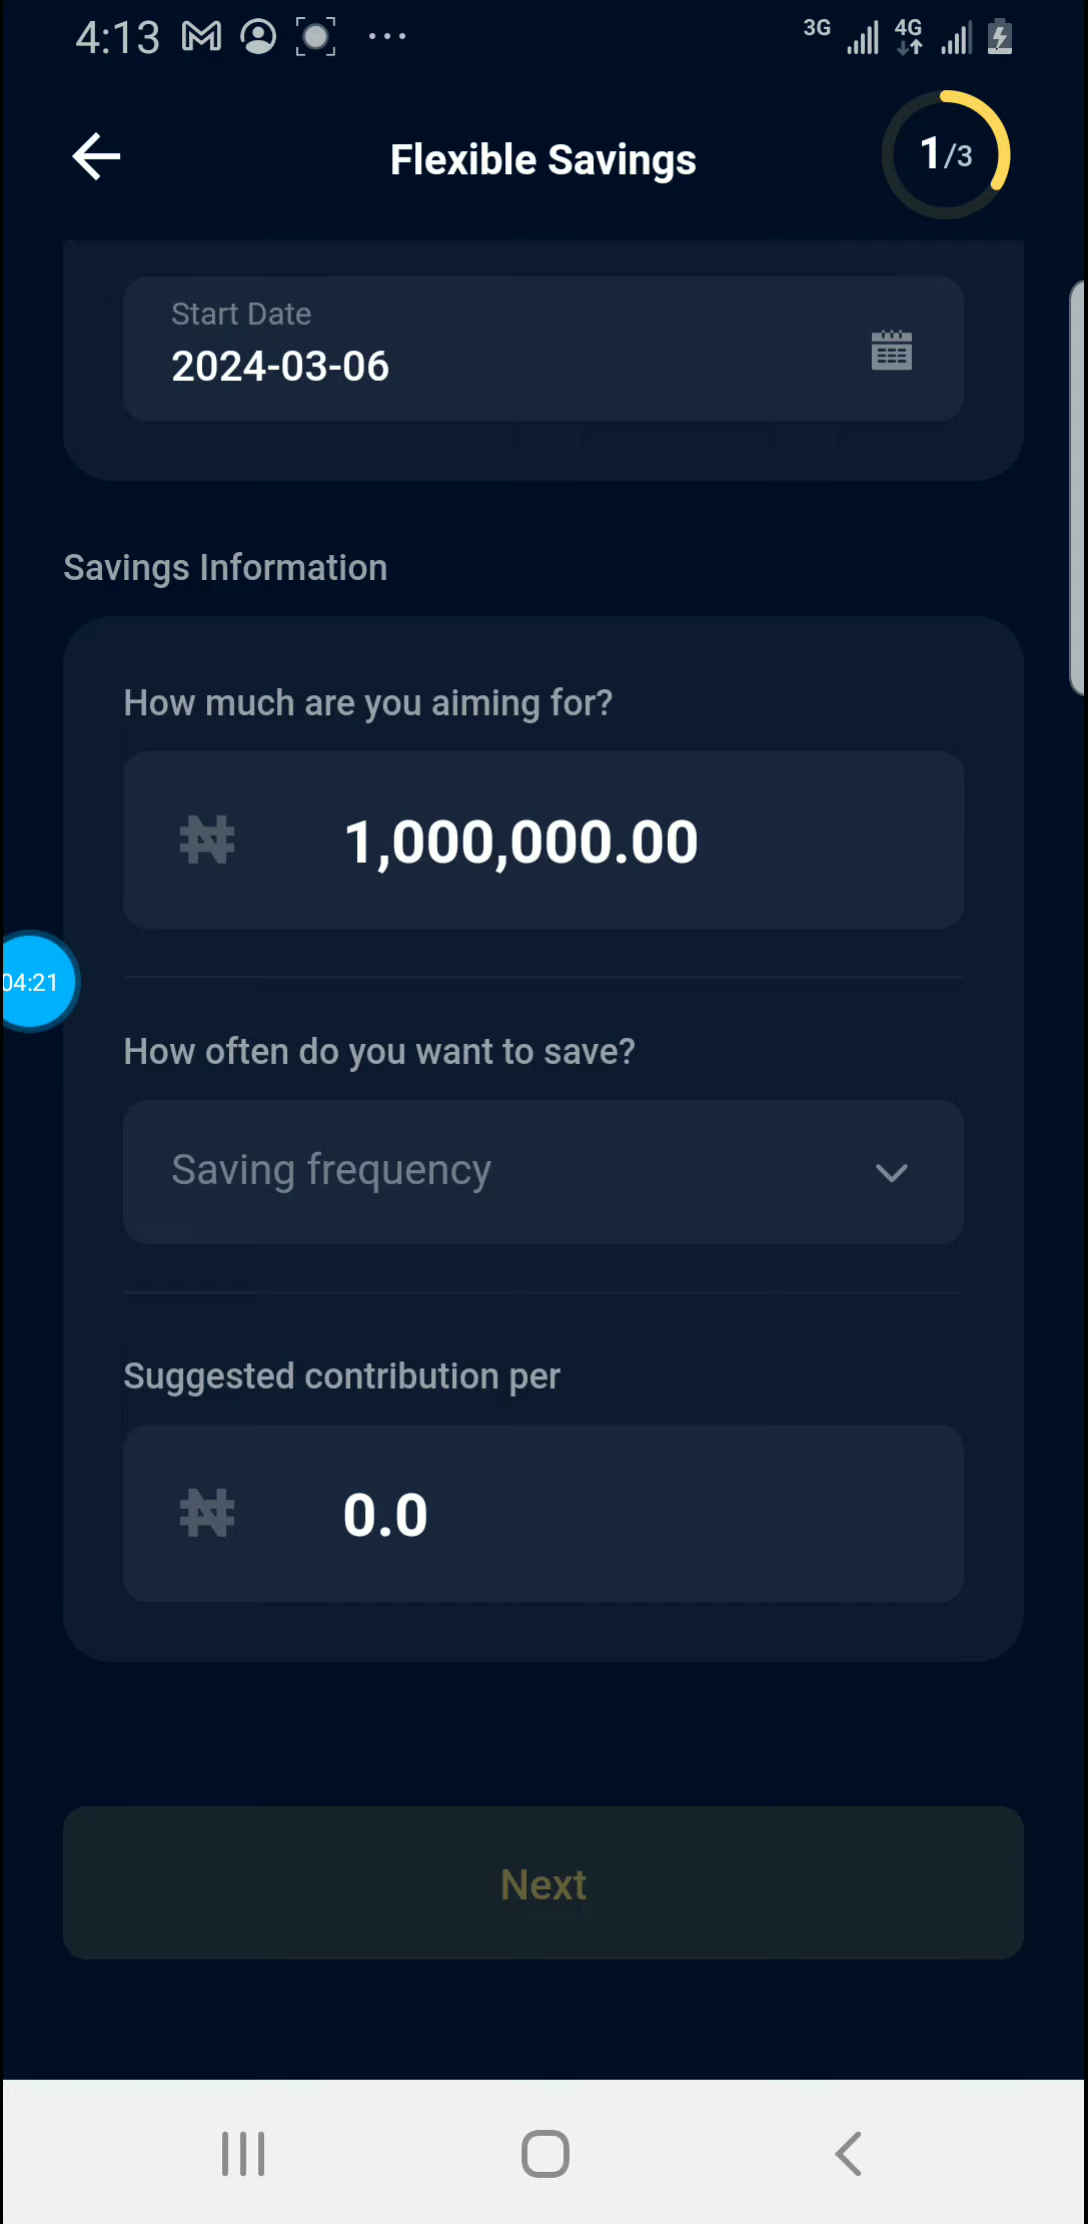 4:13 3G 4G
Flexible Savings
1/3
Start Date
2024-03-06
Savings Information
How much are you aiming for?
₦ 1,000,000.00
04:21
How often do you want to save?
Saving frequency
Suggested contribution per
₦ 0.0
Next